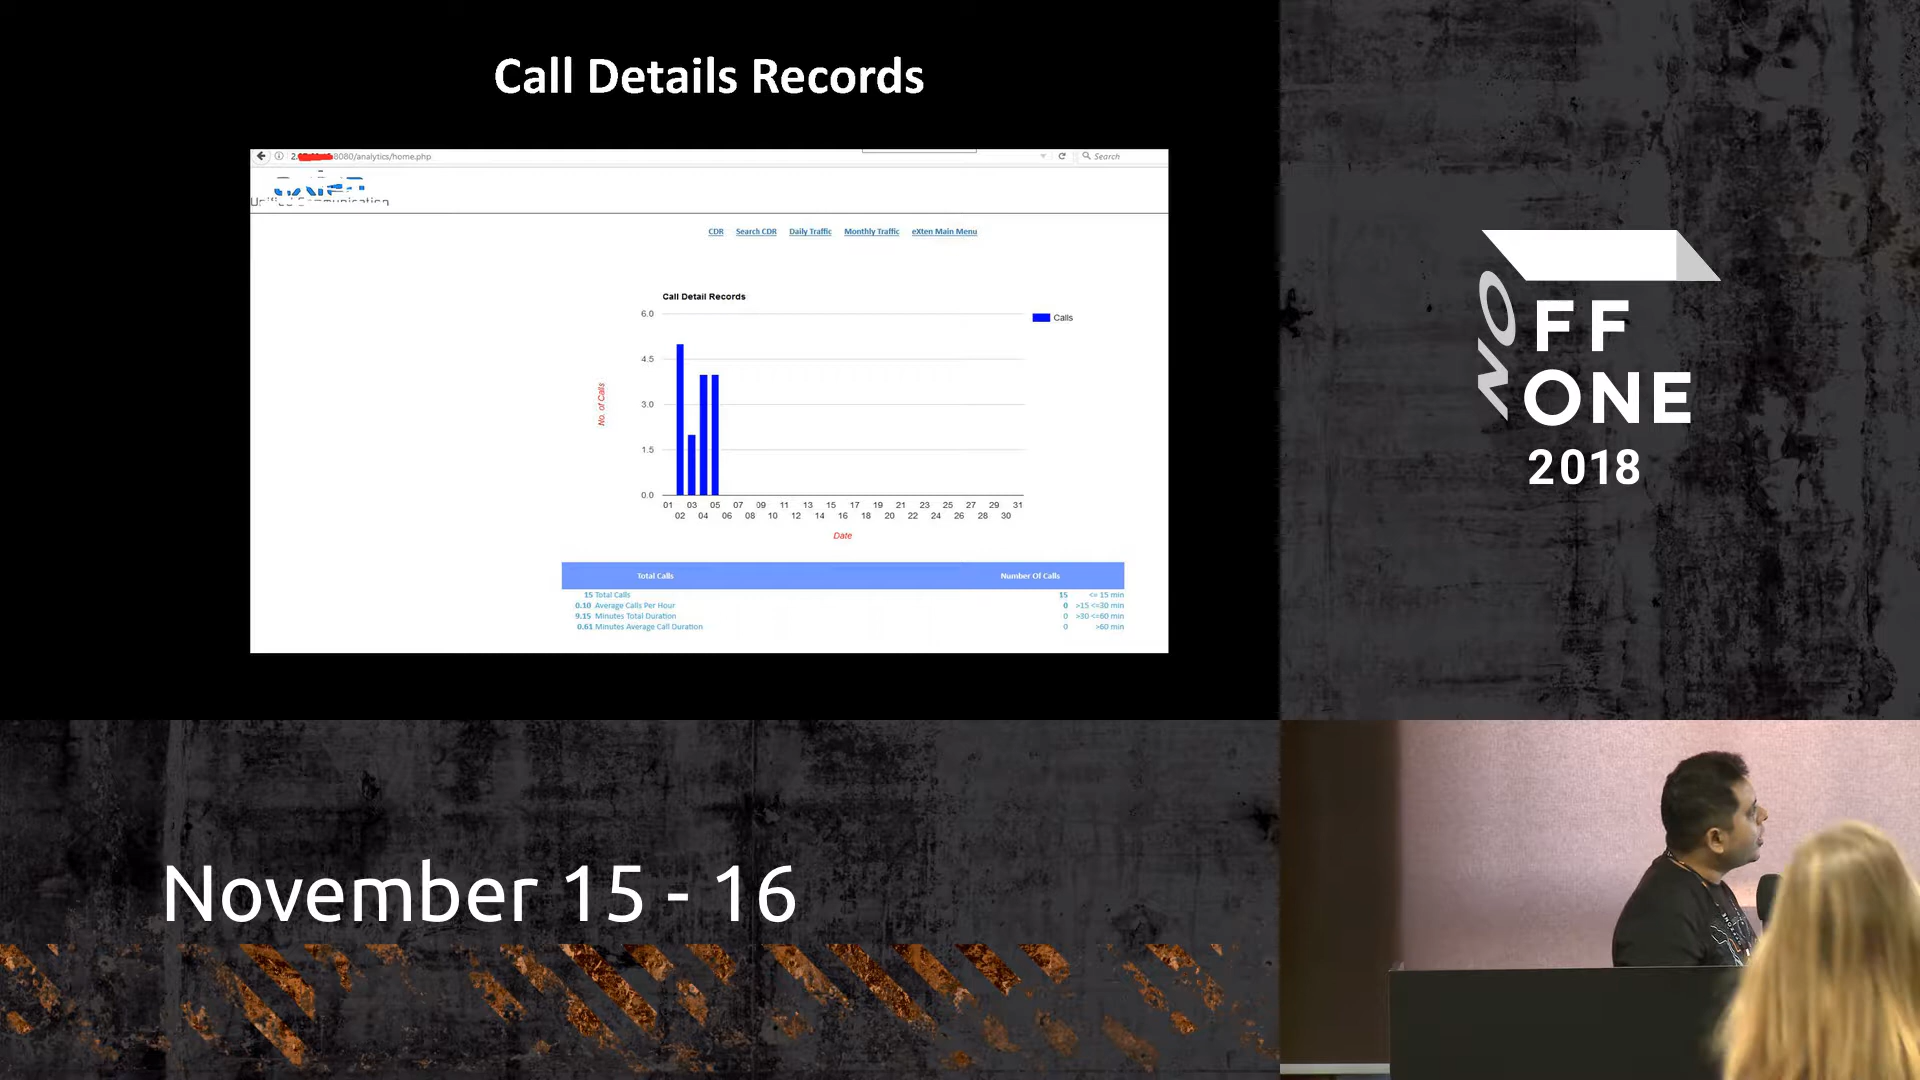 Call Details Records
8080/analytics/home.php
Search
CDR Search CDR Daily Traffic Monthly Traffic eXten Main Menu
Call Detail Records
Calls
6.0
4.5
3.0
1.5
0.0
No. of Calls
01 03 05 07 09 11 13 15 17 19 21 23 25 27 29 31
02 04 06 08 10 12 14 16 18 20 22 24 26 28 30
Date
Total Calls Number Of Calls
15 Total Calls 15 <= 15 min
0.10 Average Calls Per Hour 0 >15 <=30 min
9.15 Minutes Total Duration 0 >30 <=60 min
0.61 Minutes Average Call Duration 0 >60 min
NO
FF
ONE
2018
November 15 - 16